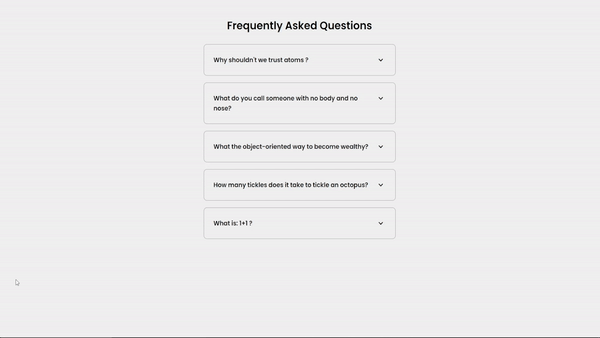 Frequently Asked Questions
Why shouldn't we trust atoms ?
What do you call someone with no body and no
nose?
What the object-oriented way to become wealthy?
How many tickles does it take to tickle an octopus?
What is: 1+1 ?